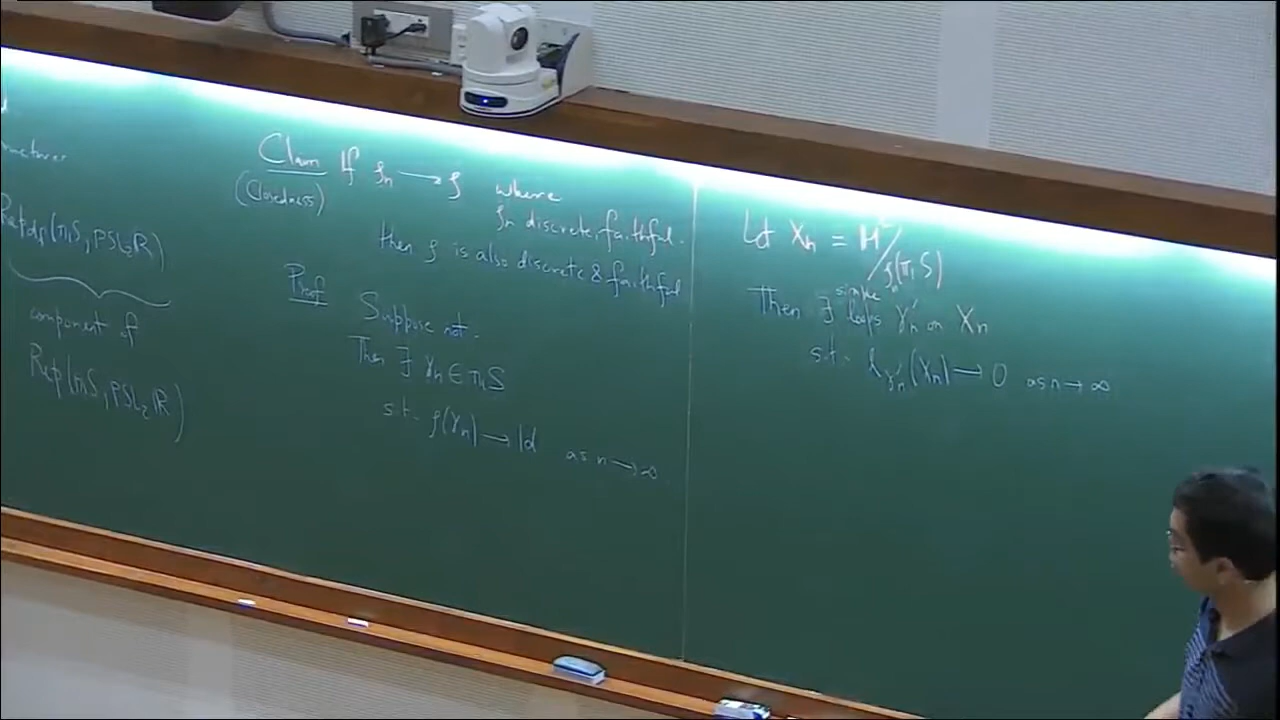 Rep_df(π₁S, PSL₂ℝ)
component of
Rep(π₁S, PSL₂ℝ)
Claim If ρₙ → ρ where
(Closedness)
ρₙ discrete, faithful.
then ρ is also discrete & faithful
Proof Suppose not.
Then ∃ γₙ ∈ π₁S
s.t. ρ(γₙ) → Id as n → ∞
Let Xₙ = ℍ²/ρₙ(π₁S)
Then ∃ simple loops γₙ' on Xₙ
s.t. ℓ_γₙ'(Xₙ) → 0 as n → ∞